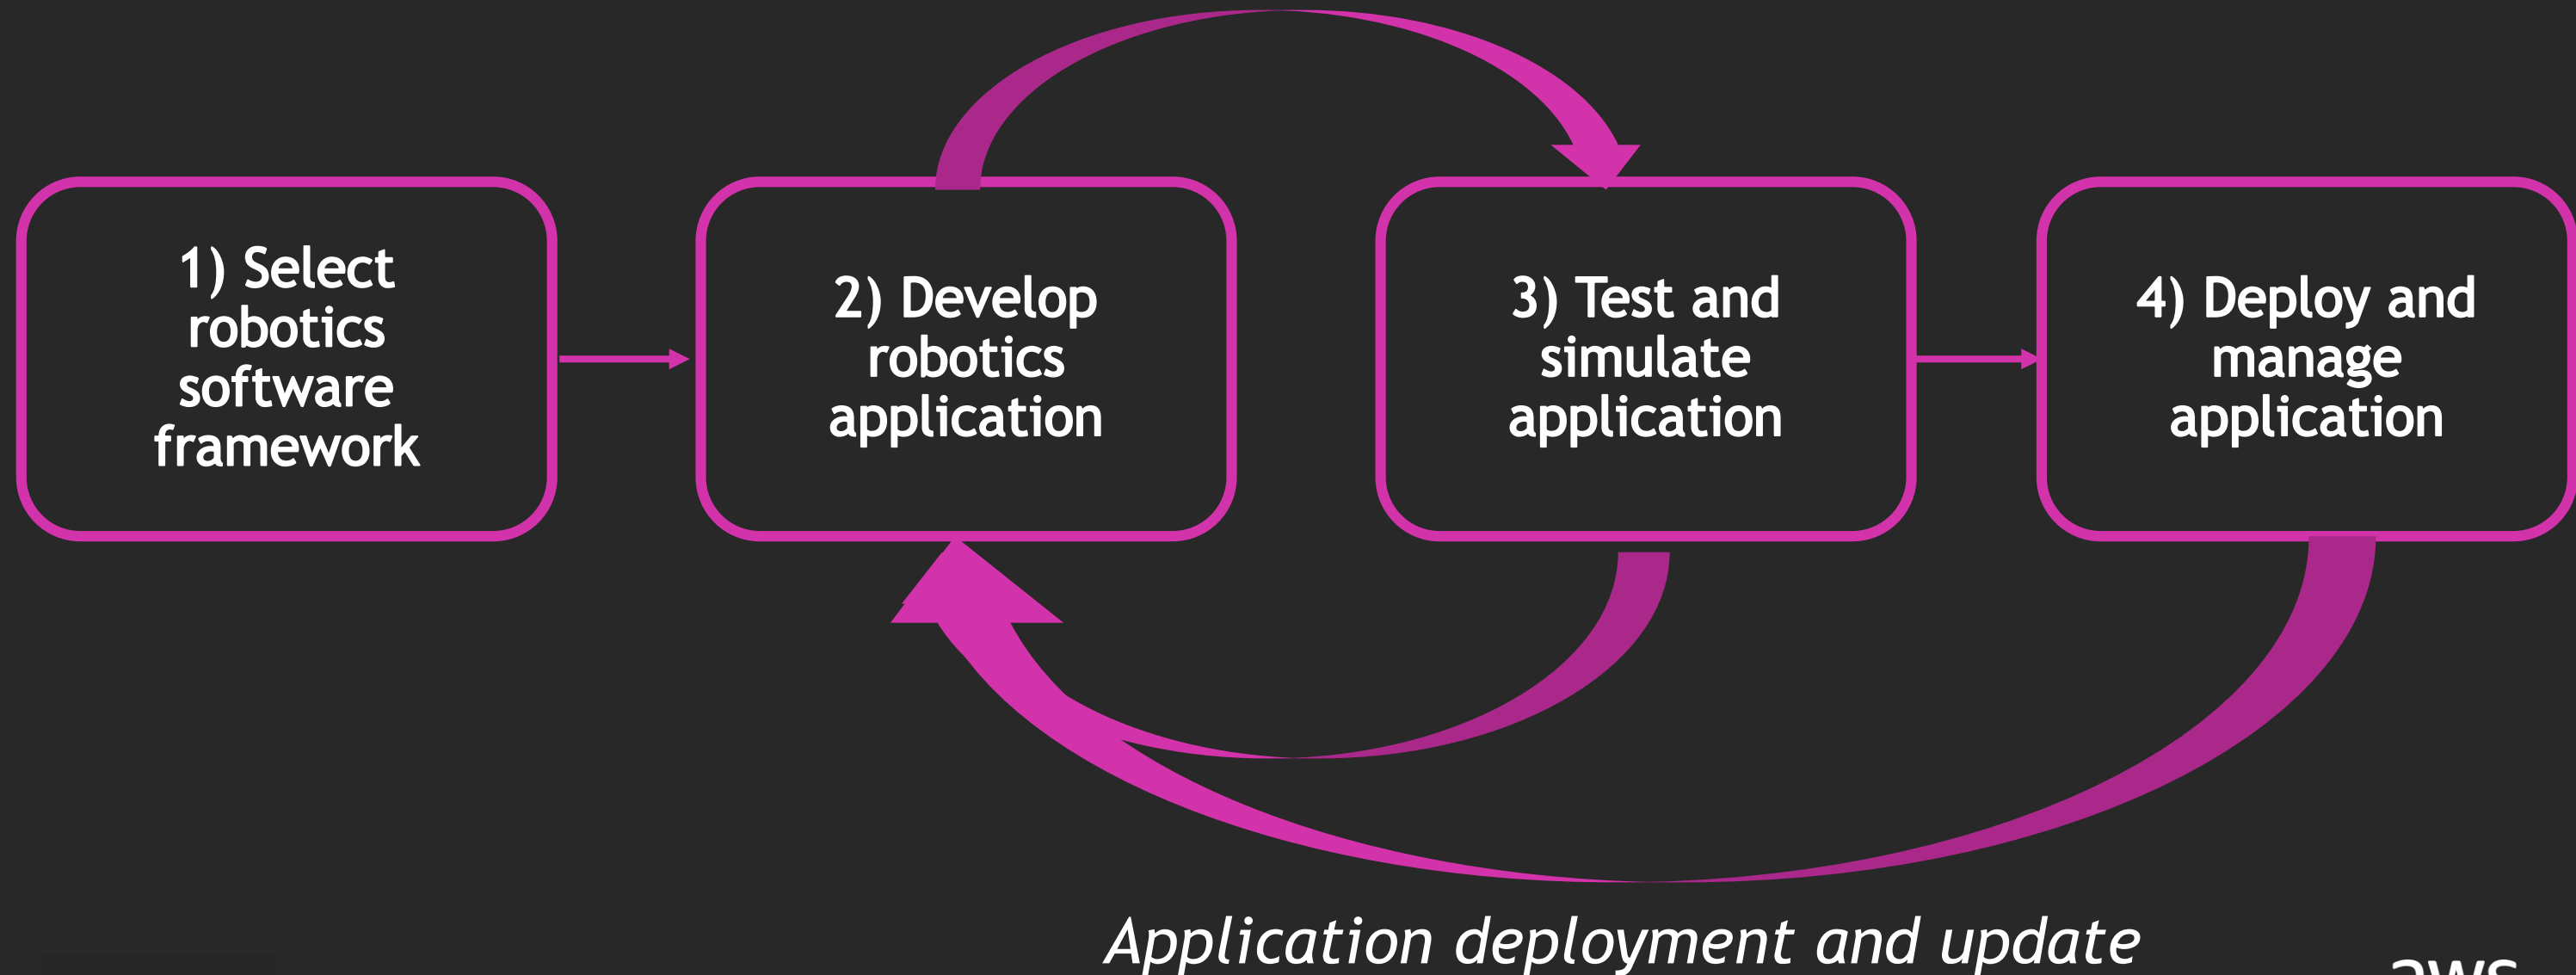 1) Select
robotics
software
framework
2) Develop
robotics
application
3) Test and
simulate
application
4) Deploy and
manage
application
Application deployment and update
aws